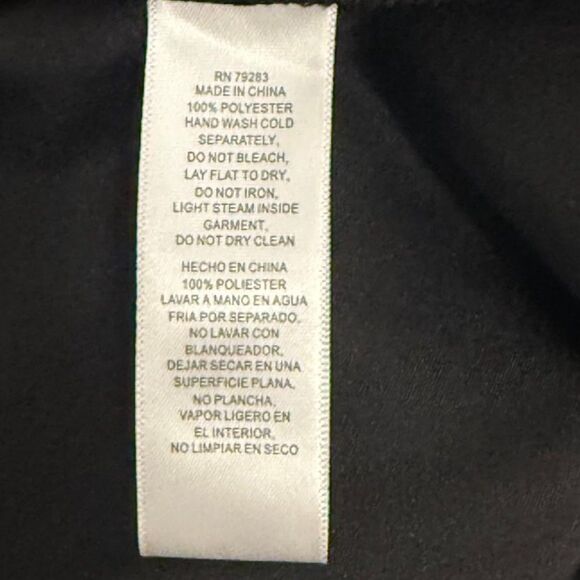 RN 79283
MADE IN CHINA
100% POLYESTER
HAND WASH COLD
SEPARATELY,
DO NOT BLEACH,
LAY FLAT TO DRY,
DO NOT IRON,
LIGHT STEAM INSIDE
GARMENT,
DO NOT DRY CLEAN
HECHO EN CHINA
100% POLIESTER
LAVAR A MANO EN AGUA
FRIA POR SEPARADO,
NO LAVAR CON
BLANQUEADOR,
DEJAR SECAR EN UNA
SUPERFICIE PLANA,
NO PLANCHA,
VAPOR LIGERO EN
EL INTERIOR,
NO LIMPIAR EN SECO